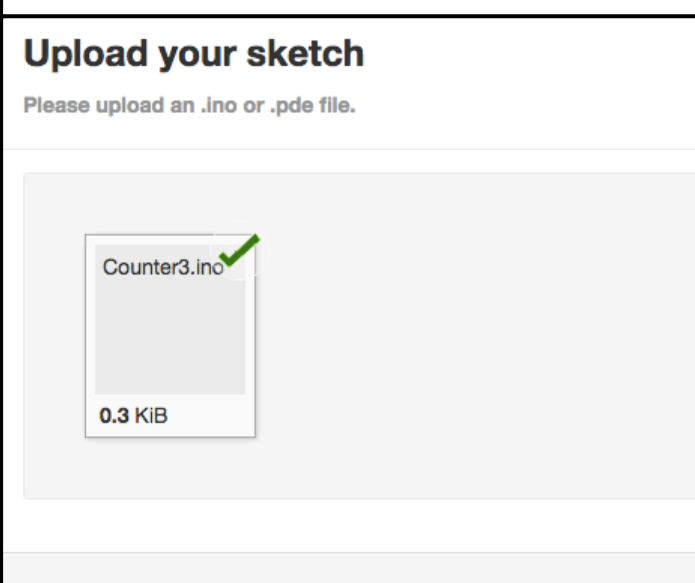 Upload your sketch
Please upload an .ino or .pde file.
Counter3.ino
0.3 KiB